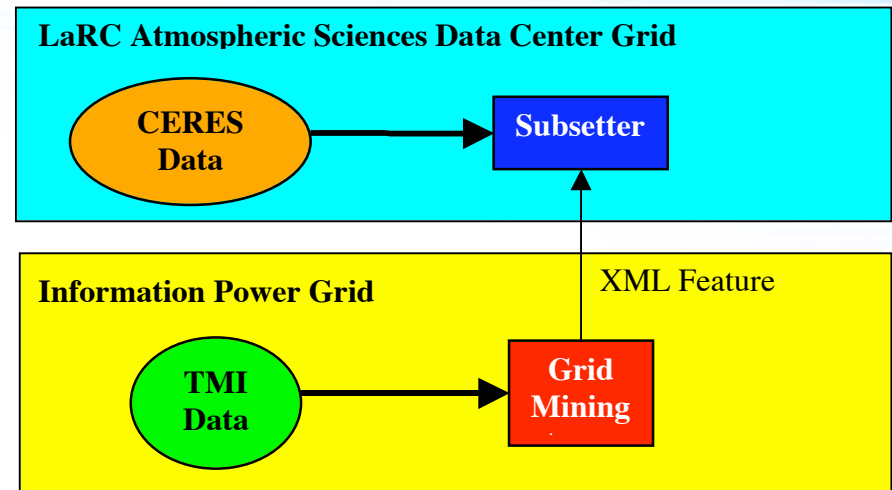 LaRC Atmospheric Sciences Data Center Grid
CERES
Data
Subsetter
XML Feature
Information Power Grid
TMI
Data
Grid
Mining